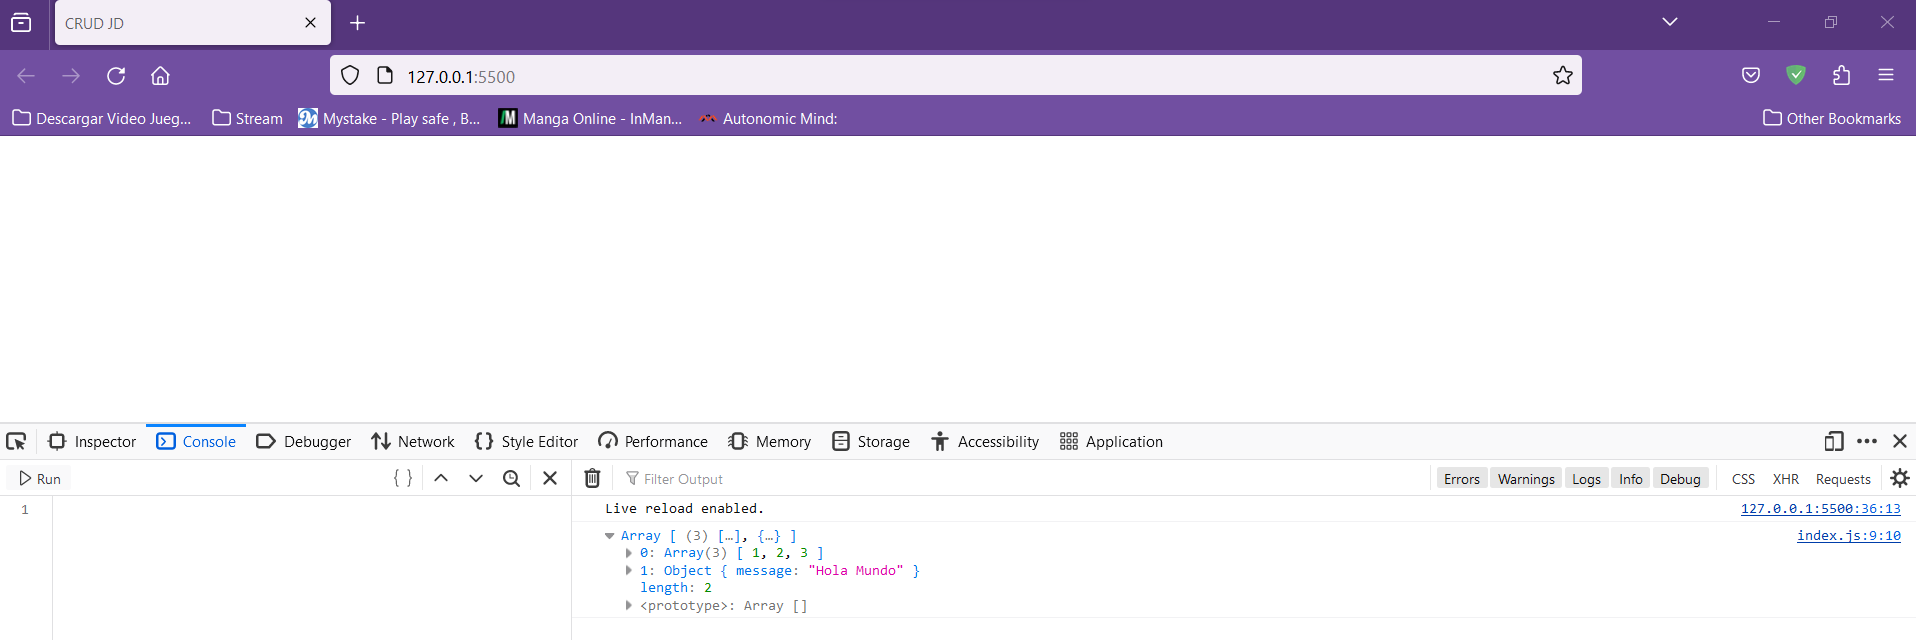 CRUD JD
127.0.0.1:5500
Descargar Video Jueg... Stream Mystake - Play safe , B... Manga Online - InMan... Autonomic Mind: Other Bookmarks
Inspector Console Debugger Network Style Editor Performance Memory Storage Accessibility Application
Run Filter Output Errors Warnings Logs Info Debug CSS XHR Requests
1
Live reload enabled. 127.0.0.1:5500:36:13
Array [ (3) […], {…} ] index.js:9:10
0: Array(3) [ 1, 2, 3 ]
1: Object { message: "Hola Mundo" }
length: 2
<prototype>: Array []